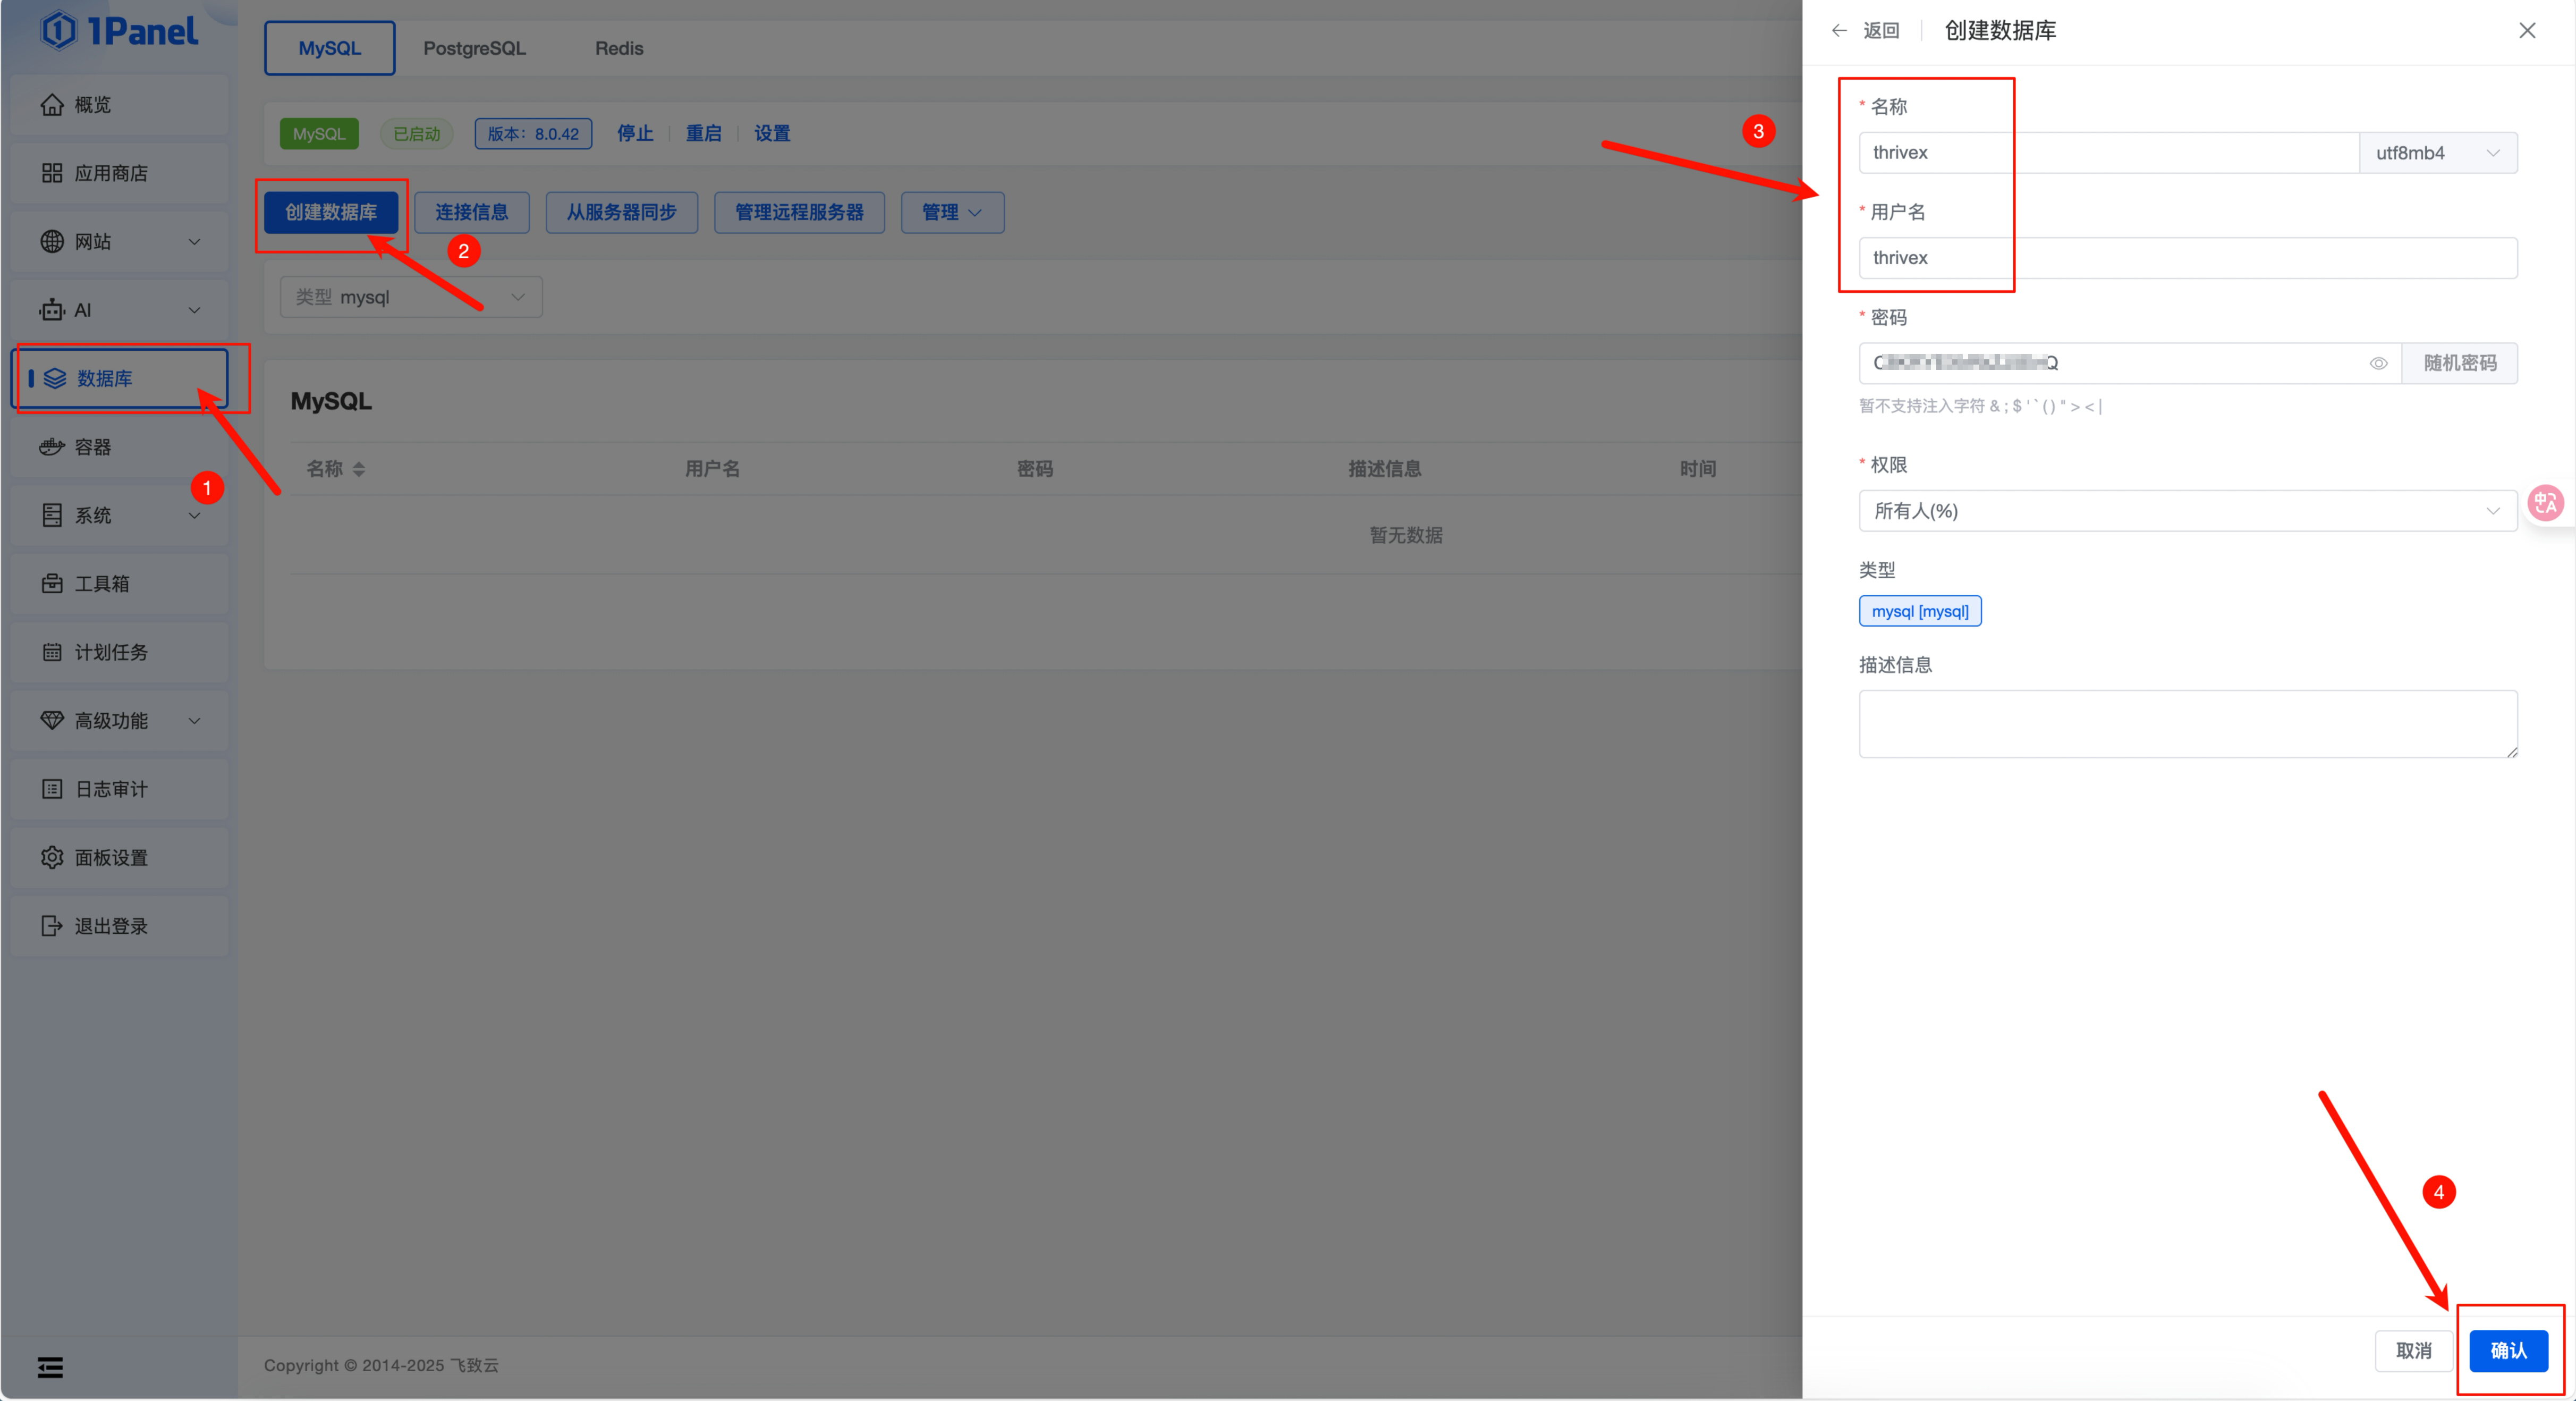 1Panel
概览
应用商店
网站
AI
数据库
容器
1
系统
工具箱
计划任务
高级功能
日志审计
面板设置
退出登录
MySQL PostgreSQL Redis
MySQL 已启动 版本：8.0.42 停止 重启 设置
创建数据库 连接信息 从服务器同步 管理远程服务器 管理
2
类型 mysql
MySQL
名称 用户名 密码 描述信息 时间
暂无数据
Copyright © 2014-2025 飞致云
返回 创建数据库
3
* 名称
thrivex utf8mb4
* 用户名
thrivex
* 密码
随机密码
暂不支持注入字符 & ; $ ' ` ( ) " > < |
* 权限
所有人(%)
中A
类型
mysql [mysql]
描述信息
4
取消 确认